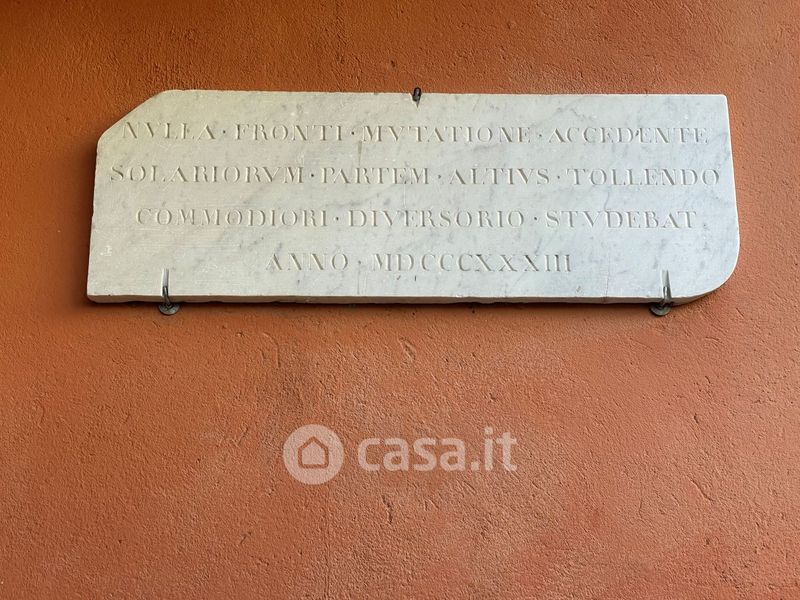 NVLLA · FRONTI · MVTATIONE · ACCEDENTE
SOLARIORVM · PARTEM · ALTIVS · TOLLENDO
COMMODIORI · DIVERSORIO · STVDEBAT
ANNO · MDCCCXXXIII
casa.it